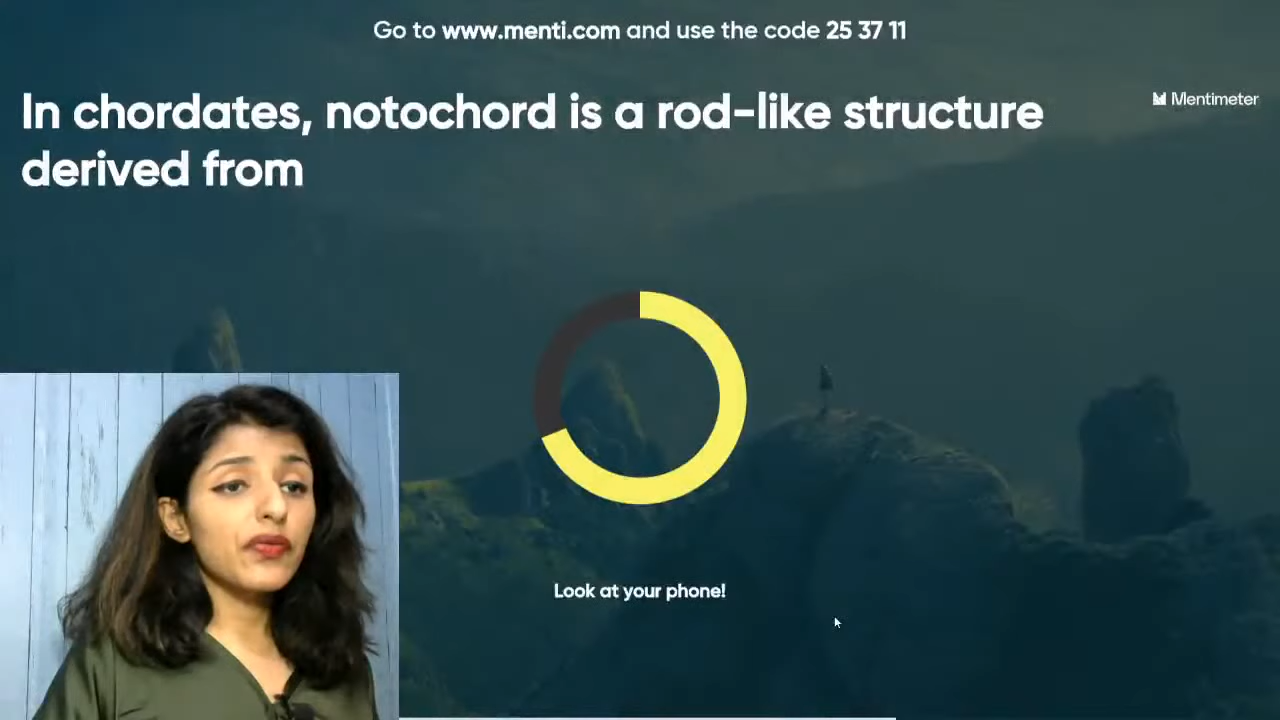 Go to www.menti.com and use the code 25 37 11
In chordates, notochord is a rod-like structure
derived from
Mentimeter
Look at your phone!